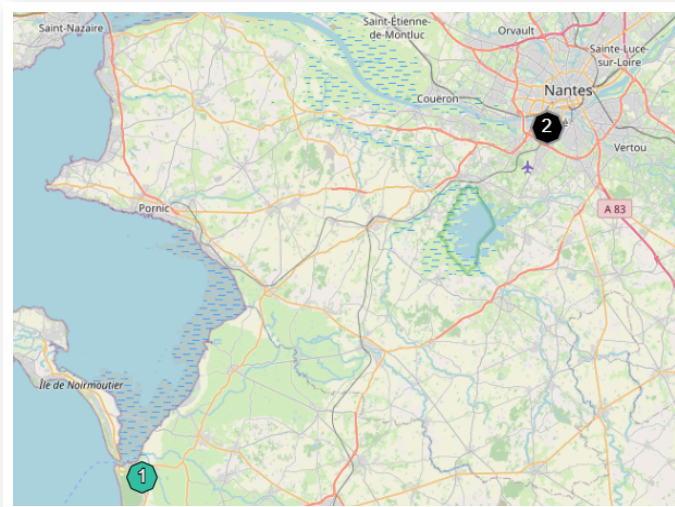 Saint-Nazaire
Saint-Étienne-
de-Montluc
Orvault
Sainte-Luce-
sur-Loire
Couëron
Nantes
2
é
Vertou
Pornic
A 83
Île de Noirmoutier
1